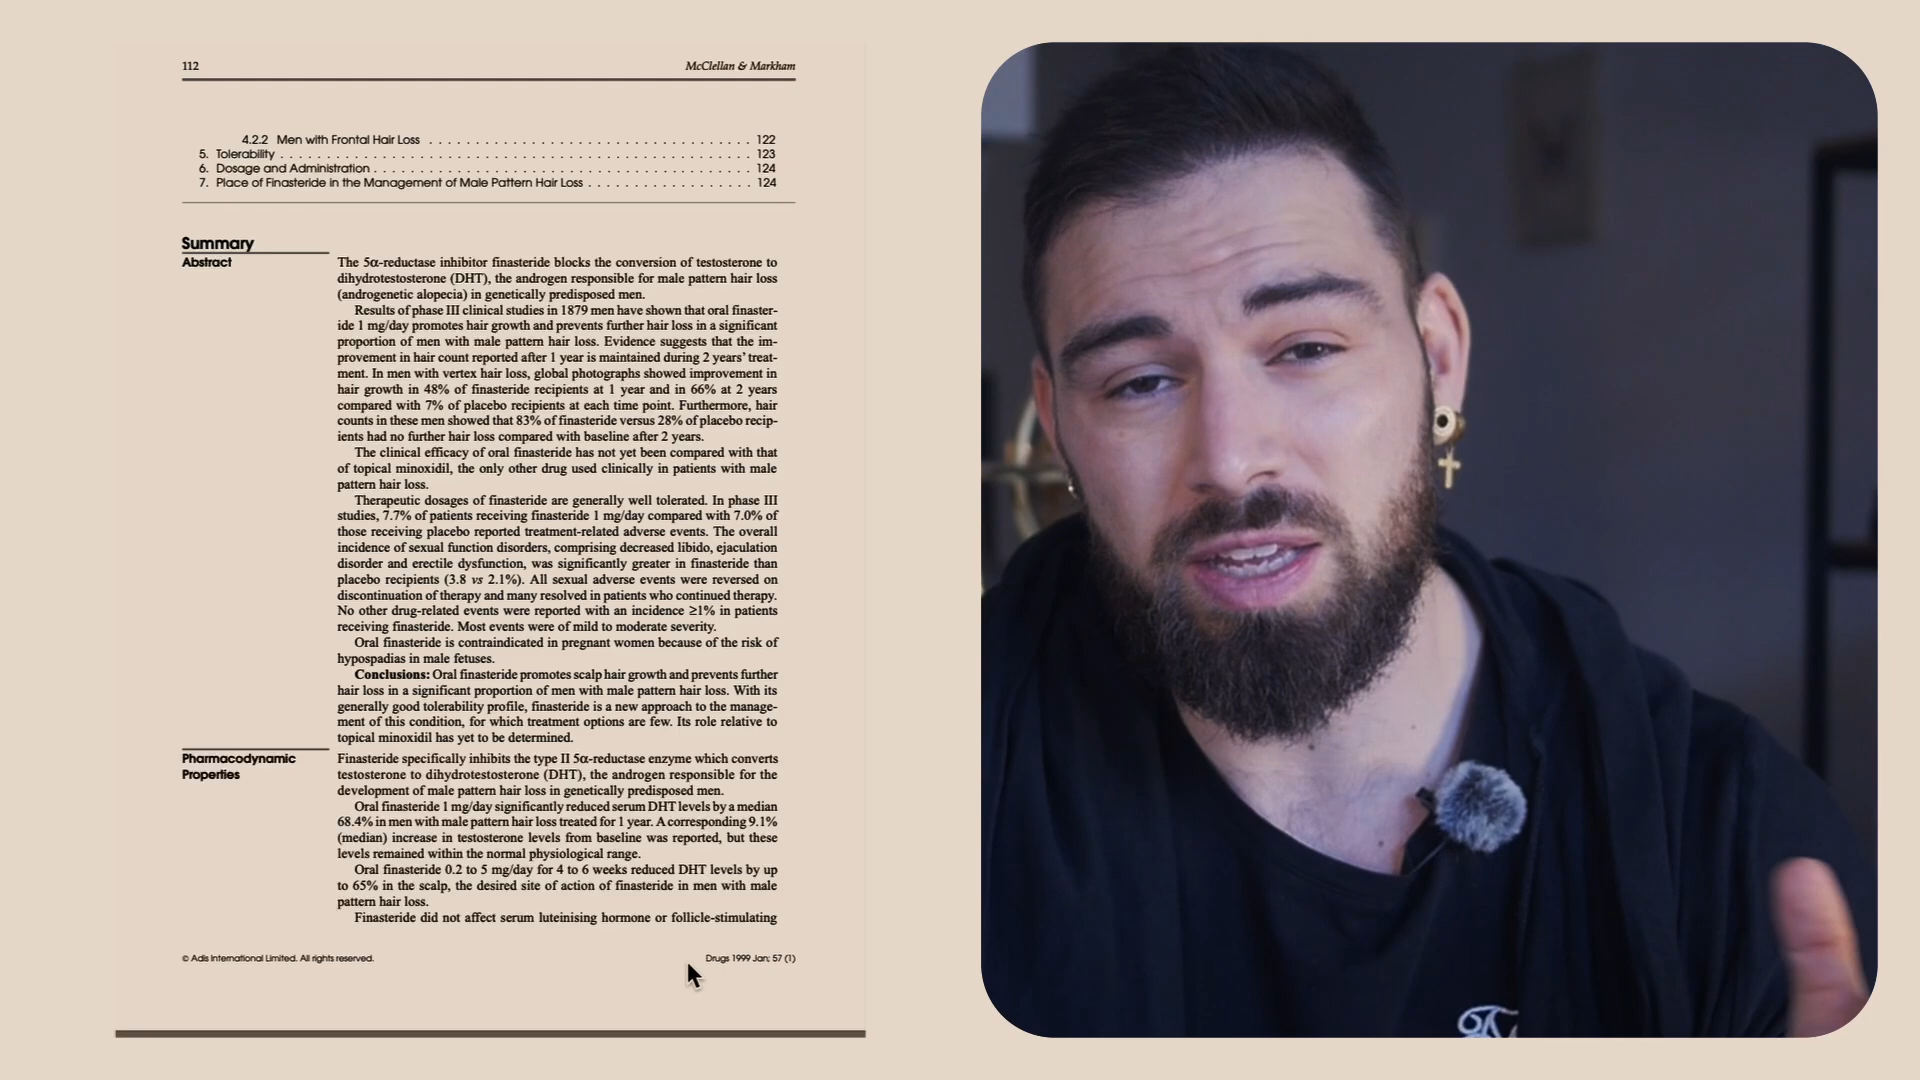 112 McClellan & Markham
4.2.2 Men with Frontal Hair Loss . . . . . . . . . . . . . . . . . . . . . . . . . . . . . . . . . . 122
5. Tolerability . . . . . . . . . . . . . . . . . . . . . . . . . . . . . . . . . . . . . . . . . . . . . . . . . 123
6. Dosage and Administration . . . . . . . . . . . . . . . . . . . . . . . . . . . . . . . . . . . . . . . 124
7. Place of Finasteride in the Management of Male Pattern Hair Loss . . . . . . . . . . . . . . . . . 124
Summary
Abstract
The 5α-reductase inhibitor finasteride blocks the conversion of testosterone to
dihydrotestosterone (DHT), the androgen responsible for male pattern hair loss
(androgenetic alopecia) in genetically predisposed men.
Results of phase III clinical studies in 1879 men have shown that oral finaster-
ide 1 mg/day promotes hair growth and prevents further hair loss in a significant
proportion of men with male pattern hair loss. Evidence suggests that the im-
provement in hair count reported after 1 year is maintained during 2 years' treat-
ment. In men with vertex hair loss, global photographs showed improvement in
hair growth in 48% of finasteride recipients at 1 year and in 66% at 2 years
compared with 7% of placebo recipients at each time point. Furthermore, hair
counts in these men showed that 83% of finasteride versus 28% of placebo recip-
ients had no further hair loss compared with baseline after 2 years.
The clinical efficacy of oral finasteride has not yet been compared with that
of topical minoxidil, the only other drug used clinically in patients with male
pattern hair loss.
Therapeutic dosages of finasteride are generally well tolerated. In phase III
studies, 7.7% of patients receiving finasteride 1 mg/day compared with 7.0% of
those receiving placebo reported treatment-related adverse events. The overall
incidence of sexual function disorders, comprising decreased libido, ejaculation
disorder and erectile dysfunction, was significantly greater in finasteride than
placebo recipients (3.8 vs 2.1%). All sexual adverse events were reversed on
discontinuation of therapy and many resolved in patients who continued therapy.
No other drug-related events were reported with an incidence ≥1% in patients
receiving finasteride. Most events were of mild to moderate severity.
Oral finasteride is contraindicated in pregnant women because of the risk of
hypospadias in male fetuses.
Conclusions: Oral finasteride promotes scalp hair growth and prevents further
hair loss in a significant proportion of men with male pattern hair loss. With its
generally good tolerability profile, finasteride is a new approach to the manage-
ment of this condition, for which treatment options are few. Its role relative to
topical minoxidil has yet to be determined.
Pharmacodynamic
Properties
Finasteride specifically inhibits the type II 5α-reductase enzyme which converts
testosterone to dihydrotestosterone (DHT), the androgen responsible for the
development of male pattern hair loss in genetically predisposed men.
Oral finasteride 1 mg/day significantly reduced serum DHT levels by a median
68.4% in men with male pattern hair loss treated for 1 year. A corresponding 9.1%
(median) increase in testosterone levels from baseline was reported, but these
levels remained within the normal physiological range.
Oral finasteride 0.2 to 5 mg/day for 4 to 6 weeks reduced DHT levels by up
to 65% in the scalp, the desired site of action of finasteride in men with male
pattern hair loss.
Finasteride did not affect serum luteinising hormone or follicle-stimulating
© Adis International Limited. All rights reserved. Drugs 1999 Jan; 57 (1)